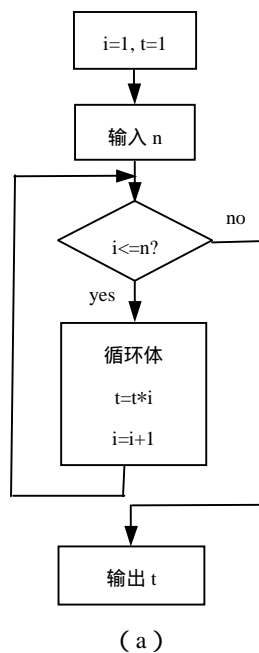 i=1, t=1
输入 n
i<=n?
no
yes
循环体
t=t*i
i=i+1
输出 t
（a）